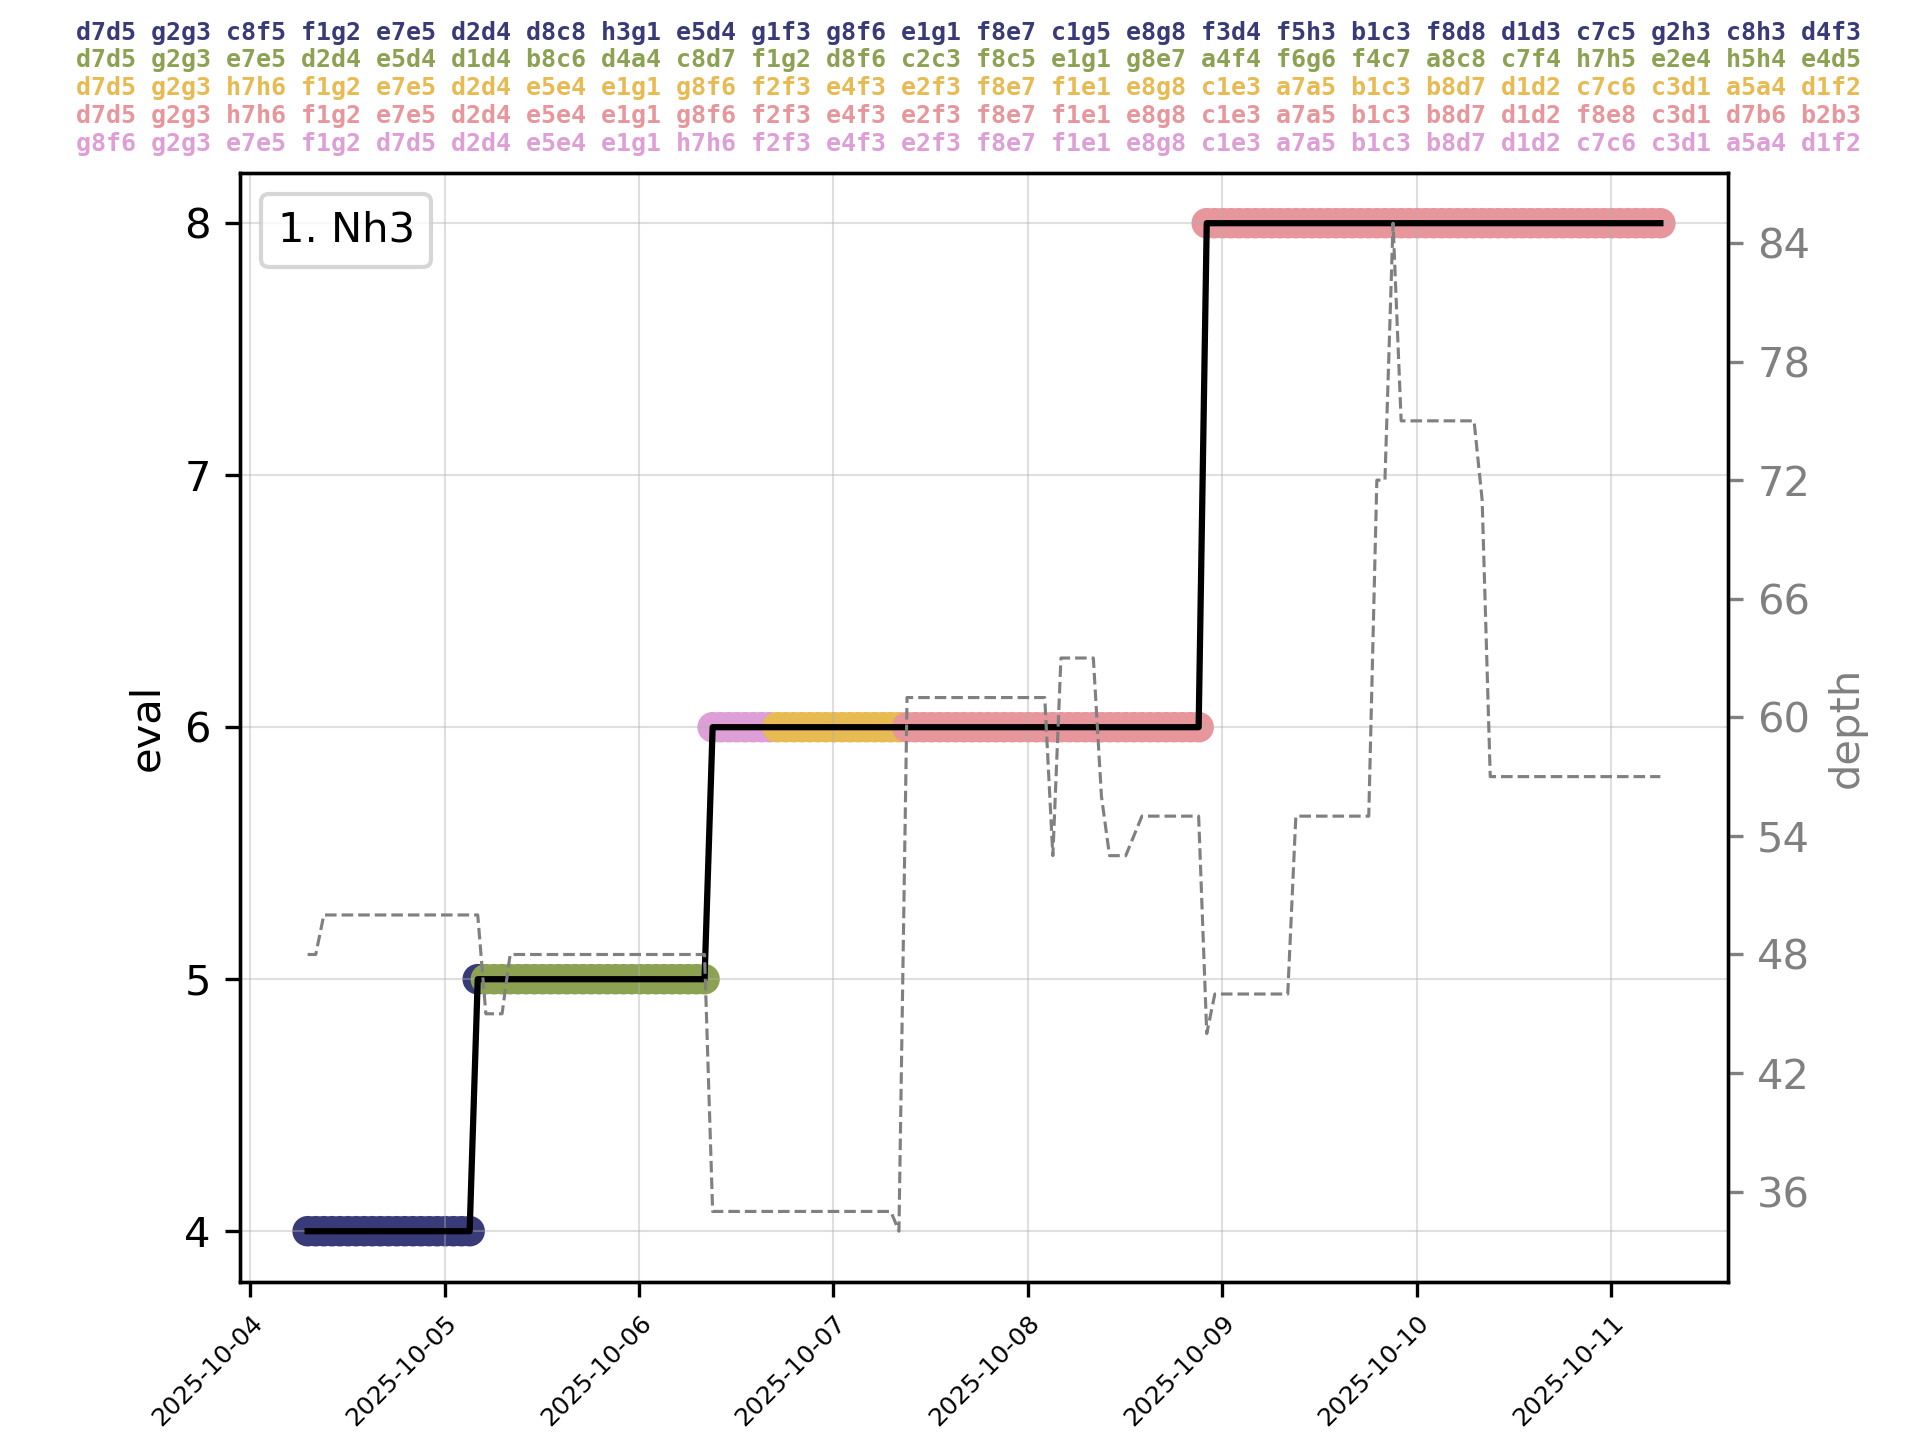 d7d5 g2g3 c8f5 f1g2 e7e5 d2d4 d8c8 h3g1 e5d4 g1f3 g8f6 e1g1 f8e7 c1g5 e8g8 f3d4 f5h3 b1c3 f8d8 d1d3 c7c5 g2h3 c8h3 d4f3
d7d5 g2g3 e7e5 d2d4 e5d4 d1d4 b8c6 d4a4 c8d7 f1g2 d8f6 c2c3 f8c5 e1g1 g8e7 a4f4 f6g6 f4c7 a8c8 c7f4 h7h5 e2e4 h5h4 e4d5
d7d5 g2g3 h7h6 f1g2 e7e5 d2d4 e5e4 e1g1 g8f6 f2f3 e4f3 e2f3 f8e7 f1e1 e8g8 c1e3 a7a5 b1c3 b8d7 d1d2 c7c6 c3d1 a5a4 d1f2
d7d5 g2g3 h7h6 f1g2 e7e5 d2d4 e5e4 e1g1 g8f6 f2f3 e4f3 e2f3 f8e7 f1e1 e8g8 c1e3 a7a5 b1c3 b8d7 d1d2 f8e8 c3d1 d7b6 b2b3
g8f6 g2g3 e7e5 f1g2 d7d5 d2d4 e5e4 e1g1 h7h6 f2f3 e4f3 e2f3 f8e7 f1e1 e8g8 c1e3 a7a5 b1c3 b8d7 d1d2 c7c6 c3d1 a5a4 d1f2
1. Nh3
8
7
6
5
4
eval
84
78
72
66
60
54
48
42
36
depth
2025-10-04
2025-10-05
2025-10-06
2025-10-07
2025-10-08
2025-10-09
2025-10-10
2025-10-11